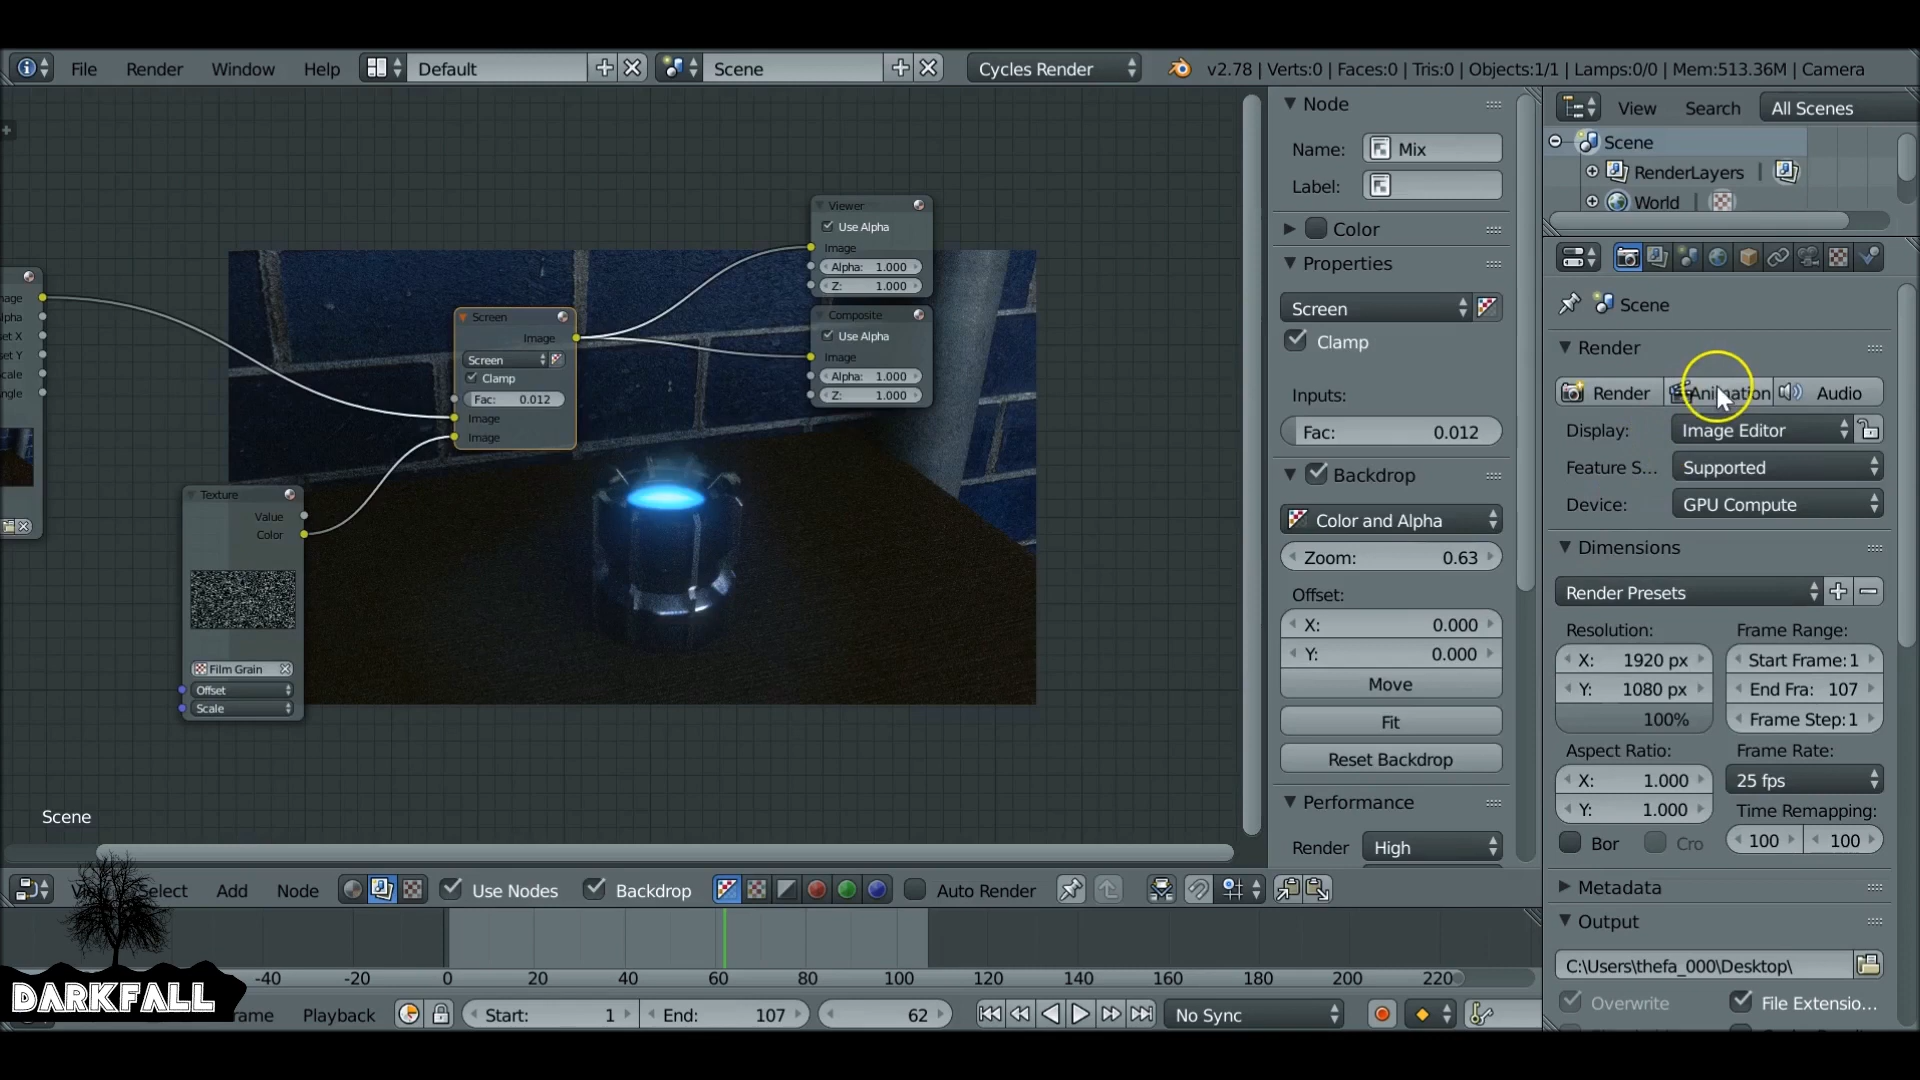 File Render Window Help Default Scene Cycles Render v2.78 | Verts:0 | Faces:0 | Tris:0 | Objects:1/1 | Lamps:0/0 | Mem:513.36M | Camera
View Search All Scenes
Scene
RenderLayers |
World |
Node
Name: Mix
Label:
Color
Properties
Screen
Clamp
Inputs:
Fac: 0.012
Backdrop
Color and Alpha
Zoom: 0.63
Offset:
X: 0.000
Y: 0.000
Move
Fit
Reset Backdrop
Performance
Render High
Scene
Render
Render Animation Audio
Display: Image Editor
Feature S... Supported
Device: GPU Compute
Dimensions
Render Presets
Resolution: Frame Range:
X: 1920 px Start Frame: 1
Y: 1080 px End Fra: 107
100% Frame Step: 1
Aspect Ratio: Frame Rate:
X: 1.000 25 fps
Y: 1.000 Time Remapping:
Bor Cro 100 100
Metadata
Output
C:\Users\thefa_000\Desktop\
Overwrite File Extensio...
Viewer
Use Alpha
Image
Alpha: 1.000
Z: 1.000
Composite
Use Alpha
Image
Alpha: 1.000
Z: 1.000
Screen
Image
Screen
Clamp
Fac: 0.012
Image
Image
Texture
Value
Color
Film Grain
Offset
Scale
Scene
Select Add Node Use Nodes Backdrop Auto Render
-40 -20 0 20 40 60 80 100 120 140 160 180 200 220
Playback Start: 1 End: 107 62 No Sync
DARKFALL